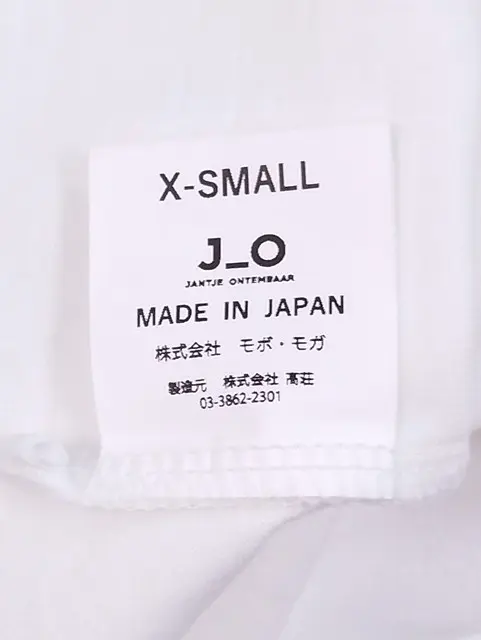 X-SMALL
J_O
JANTJE ONTEMBAAR
MADE IN JAPAN
株式会社 モボ・モガ
製造元 株式会社 高荘
03-3862-2301